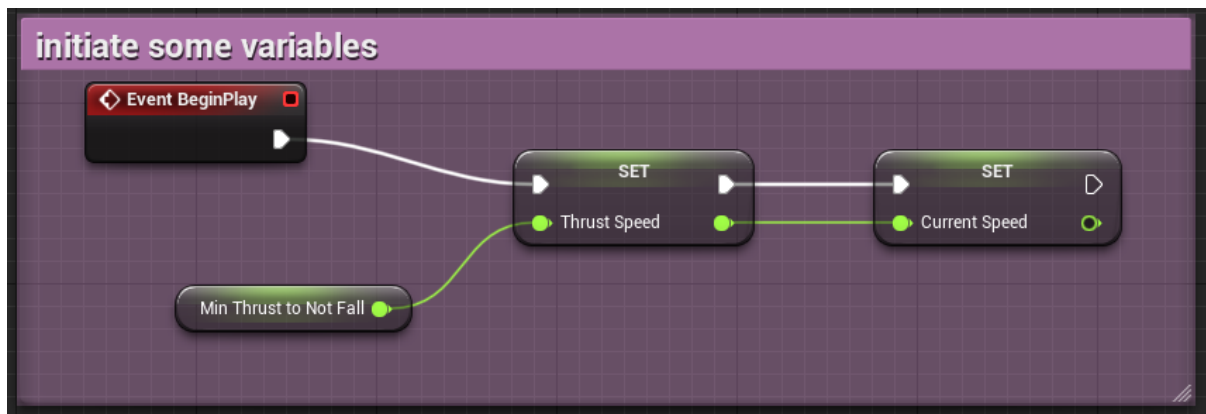 initiate some variables
Event BeginPlay
SET
Thrust Speed
SET
Current Speed
Min Thrust to Not Fall